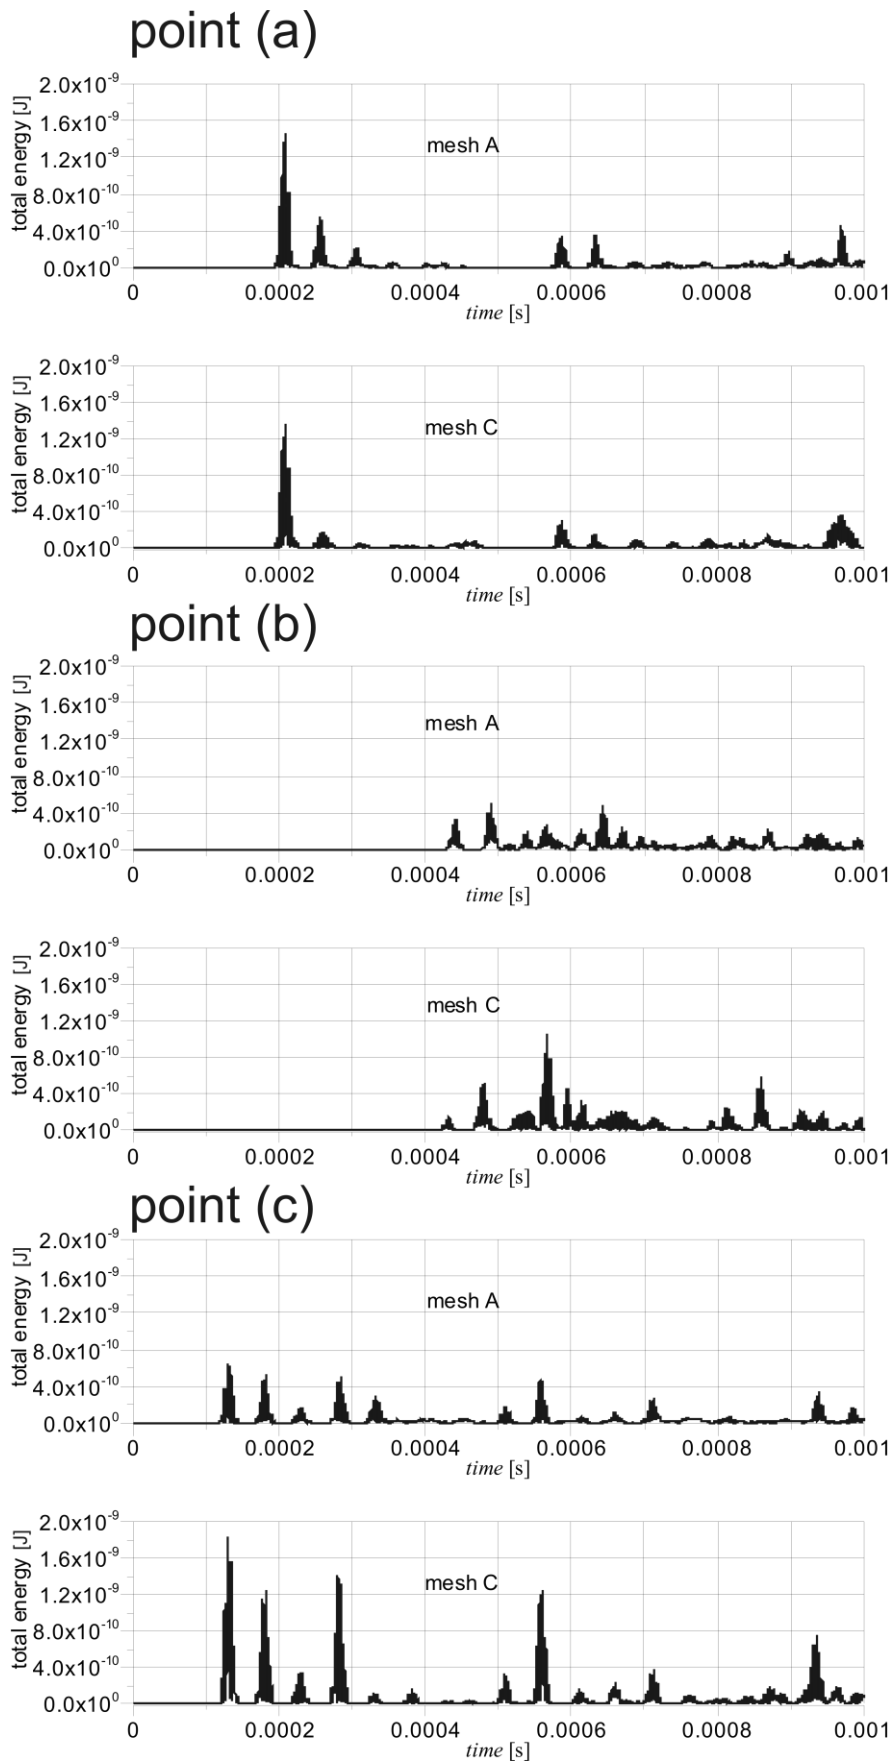 point (a)
total energy [J]
2.0x10⁻⁹
1.6x10⁻⁹
1.2x10⁻⁹
8.0x10⁻¹⁰
4.0x10⁻¹⁰
0.0x10⁰
mesh A
0 0.0002 0.0004 0.0006 0.0008 0.001
time [s]
total energy [J]
2.0x10⁻⁹
1.6x10⁻⁹
1.2x10⁻⁹
8.0x10⁻¹⁰
4.0x10⁻¹⁰
0.0x10⁰
mesh C
0 0.0002 0.0004 0.0006 0.0008 0.001
time [s]
point (b)
total energy [J]
2.0x10⁻⁹
1.6x10⁻⁹
1.2x10⁻⁹
8.0x10⁻¹⁰
4.0x10⁻¹⁰
0.0x10⁰
mesh A
0 0.0002 0.0004 0.0006 0.0008 0.001
time [s]
total energy [J]
2.0x10⁻⁹
1.6x10⁻⁹
1.2x10⁻⁹
8.0x10⁻¹⁰
4.0x10⁻¹⁰
0.0x10⁰
mesh C
0 0.0002 0.0004 0.0006 0.0008 0.001
time [s]
point (c)
total energy [J]
2.0x10⁻⁹
1.6x10⁻⁹
1.2x10⁻⁹
8.0x10⁻¹⁰
4.0x10⁻¹⁰
0.0x10⁰
mesh A
0 0.0002 0.0004 0.0006 0.0008 0.001
time [s]
total energy [J]
2.0x10⁻⁹
1.6x10⁻⁹
1.2x10⁻⁹
8.0x10⁻¹⁰
4.0x10⁻¹⁰
0.0x10⁰
mesh C
0 0.0002 0.0004 0.0006 0.0008 0.001
time [s]